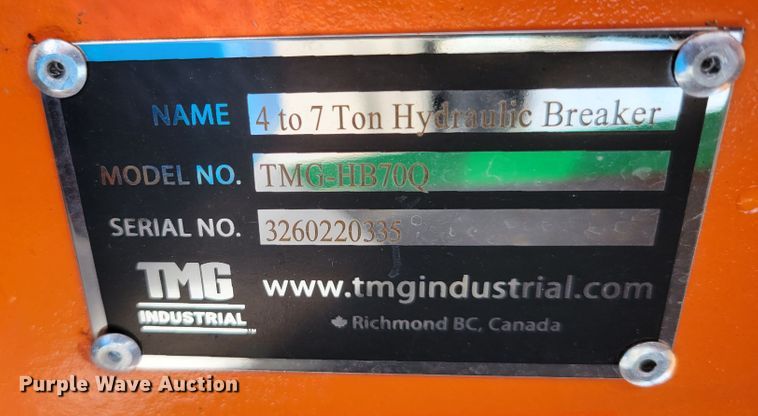 NAME 4 to 7 Ton Hydraulic Breaker
MODEL NO. TMG-HB70Q
SERIAL NO. 3260220335
TMG
INDUSTRIAL
www.tmgindustrial.com
Richmond BC, Canada
Purple Wave Auction